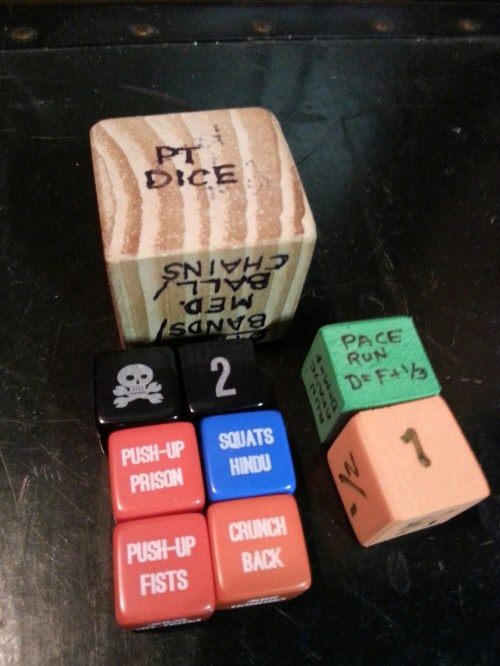 PT
DICE
BANDS/
MED.
BALL/
CHAINS
PACE
RUN
D=F+1/3
2
1
PUSH-UP
PRISON
SQUATS
HINDU
PUSH-UP
FISTS
CRUNCH
BACK